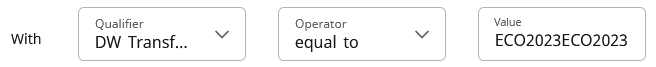 With
Qualifier
DW Transf...
Operator
equal to
Value
ECO2023ECO2023